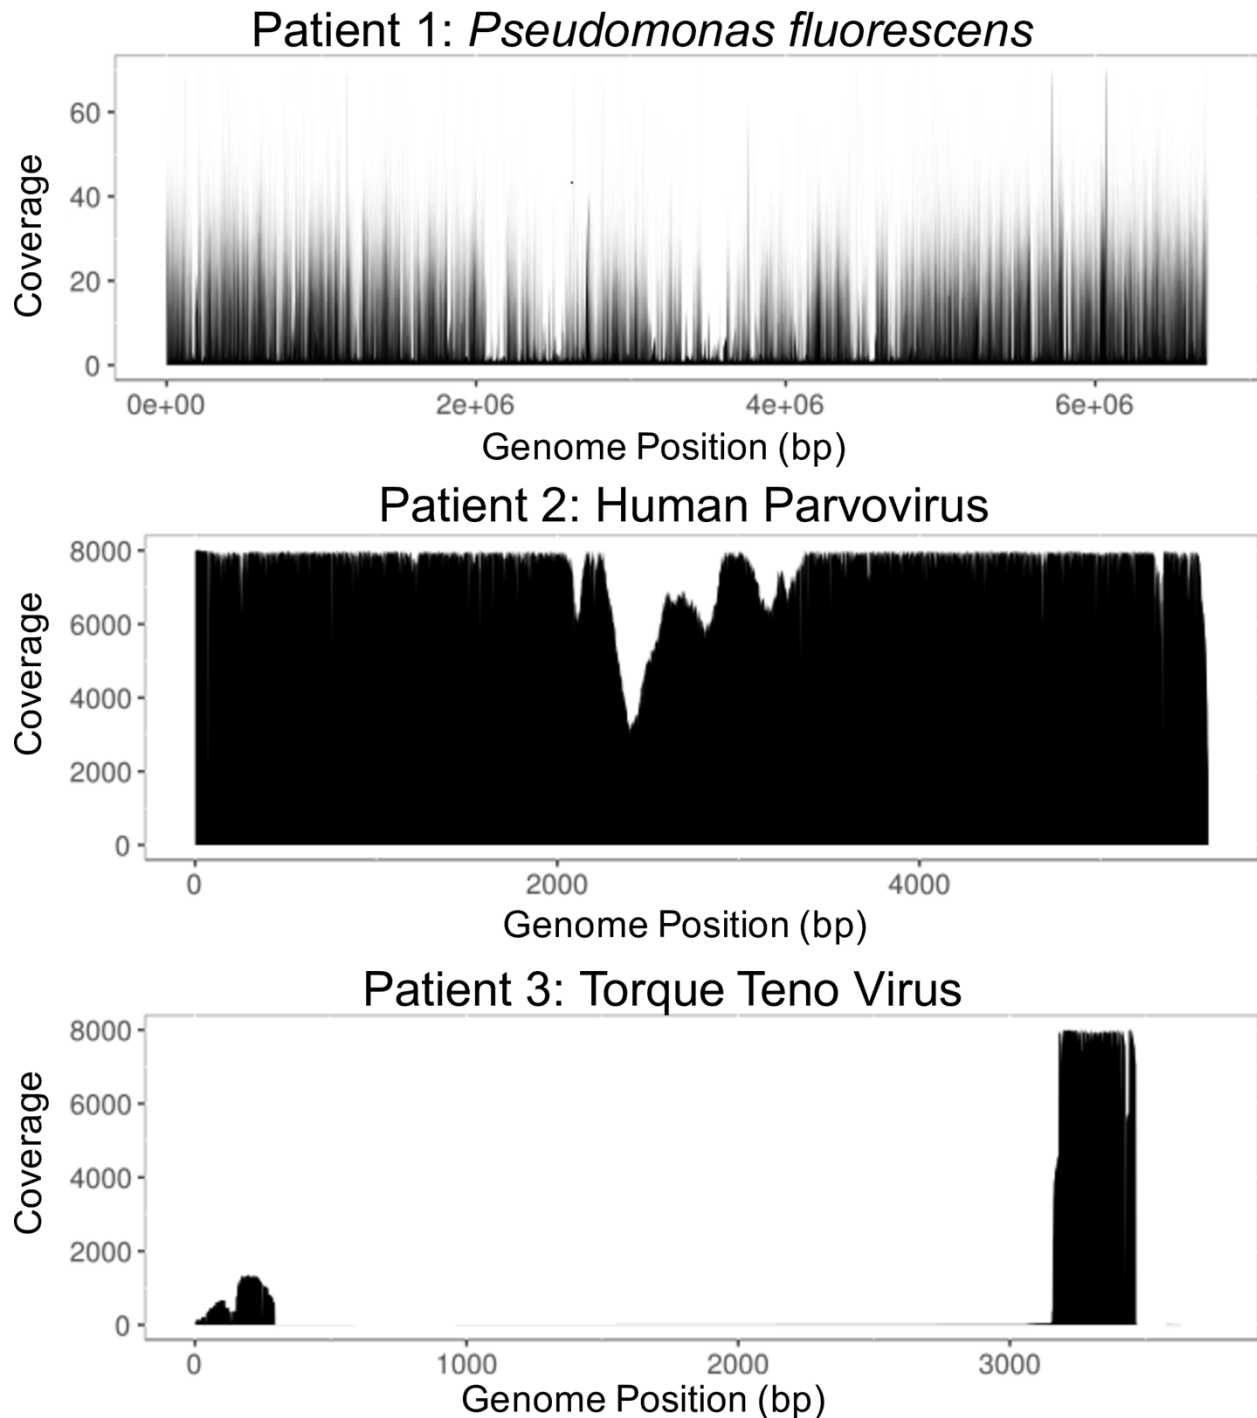 Patient 1: Pseudomonas fluorescens
Coverage
60
40
20
0
0e+00 2e+06 4e+06 6e+06
Genome Position (bp)
Patient 2: Human Parvovirus
Coverage
8000
6000
4000
2000
0
0 2000 4000
Genome Position (bp)
Patient 3: Torque Teno Virus
Coverage
8000
6000
4000
2000
0
0 1000 2000 3000
Genome Position (bp)